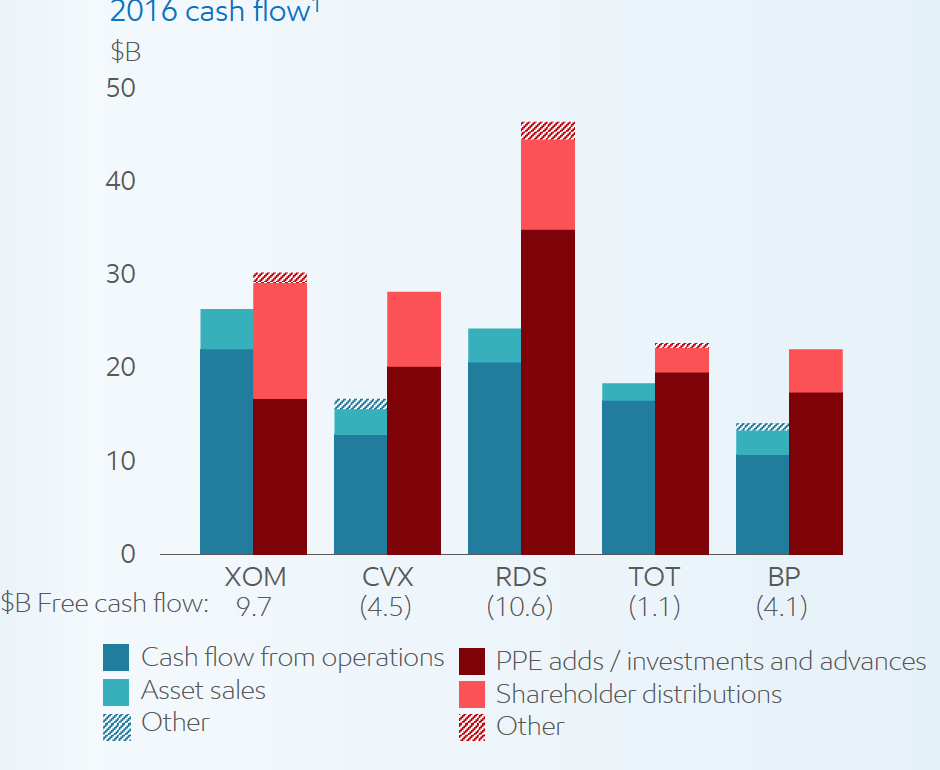 2016 cash flow¹
$B
50
40
30
20
10
0
XOM CVX RDS TOT BP
$B Free cash flow: 9.7 (4.5) (10.6) (1.1) (4.1)
Cash flow from operations PPE adds / investments and advances
Asset sales Shareholder distributions
Other Other